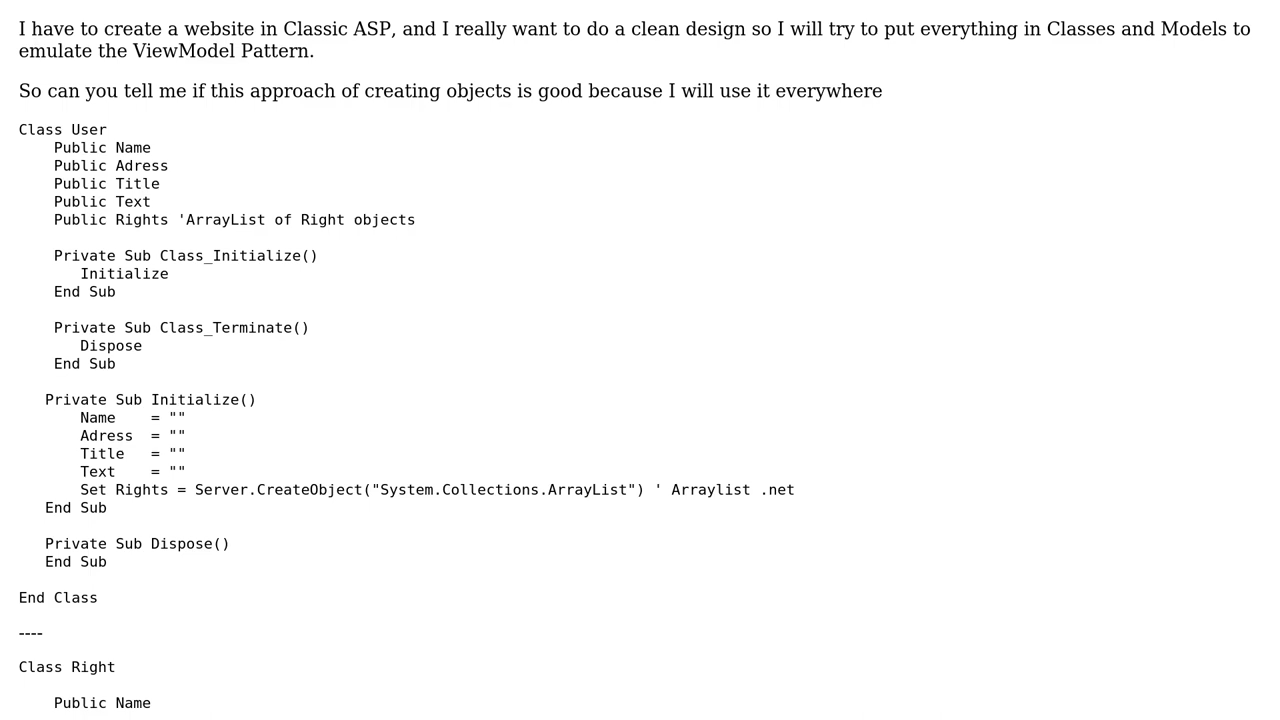 I have to create a website in Classic ASP, and I really want to do a clean design so I will try to put everything in Classes and Models to
emulate the ViewModel Pattern.
So can you tell me if this approach of creating objects is good because I will use it everywhere
Class User
    Public Name
    Public Adress
    Public Title
    Public Text
    Public Rights 'ArrayList of Right objects
    Private Sub Class_Initialize()
       Initialize
    End Sub
    Private Sub Class_Terminate()
       Dispose
    End Sub
   Private Sub Initialize()
       Name    = ""
       Adress  = ""
       Title   = ""
       Text    = ""
       Set Rights = Server.CreateObject("System.Collections.ArrayList") ' Arraylist .net
   End Sub
   Private Sub Dispose()
   End Sub
End Class
----
Class Right
    Public Name